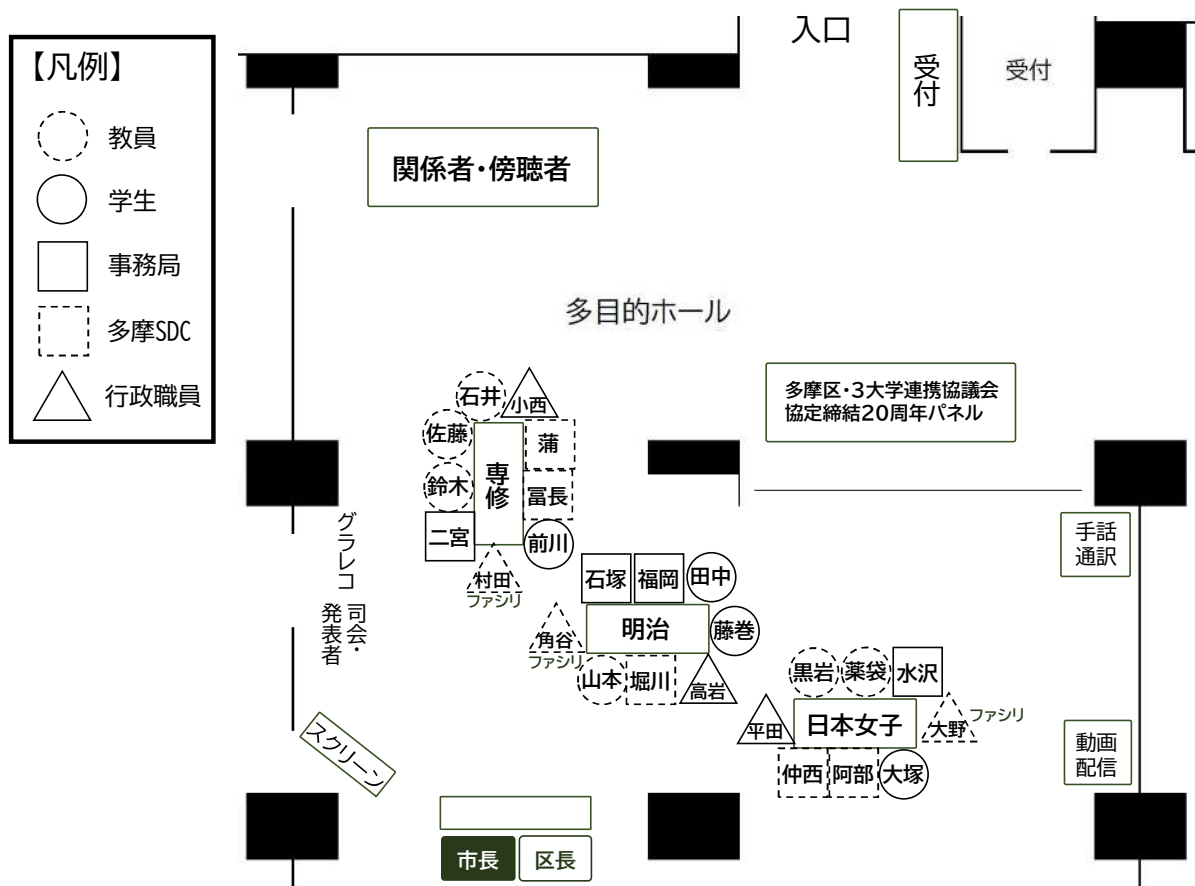 【凡例】
教員
学生
事務局
多摩SDC
行政職員
入口
受付
受付
関係者・傍聴者
多目的ホール
多摩区・3大学連携協議会
協定締結20周年パネル
石井
小西
佐藤
蒲
専修
鈴木
冨長
二宮
前川
村田
ファシリ
グラレコ
司会・
発表者
石塚
福岡
田中
角谷
ファシリ
明治
藤巻
山本
堀川
高岩
黒岩
薬袋
水沢
平田
日本女子
大野
ファシリ
仲西
阿部
大塚
手話
通訳
動画
配信
スクリーン
市長
区長